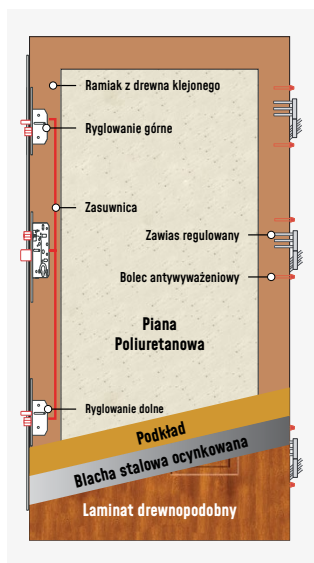 Ramiak z drewna klejonego
Ryglowanie górne
Zasuwnica
Zawias regulowany
Bolec antywyważeniowy
Piana
Poliuretanowa
Ryglowanie dolne
Podkład
Blacha stalowa ocynkowana
Laminat drewnopodobny